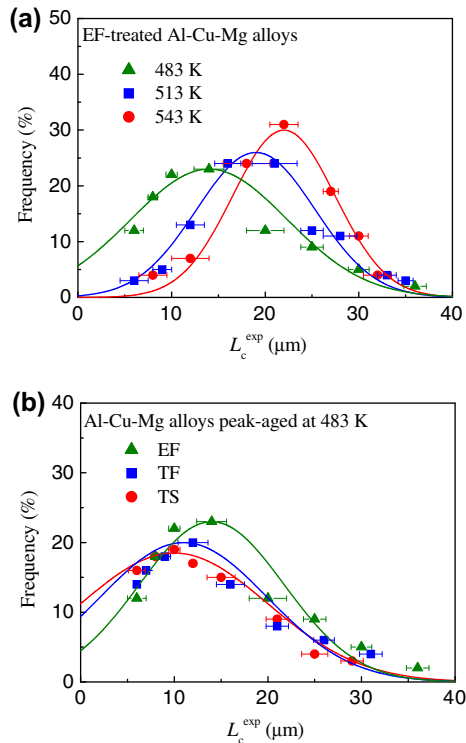 (a)
50
EF-treated Al-Cu-Mg alloys
483 K
513 K
543 K
40
30
20
10
0
Frequency (%)
0 10 20 30 40
L_c^exp (μm)
(b)
40
Al-Cu-Mg alloys peak-aged at 483 K
EF
TF
TS
30
20
10
0
Frequency (%)
0 10 20 30 40
L_c^exp (μm)